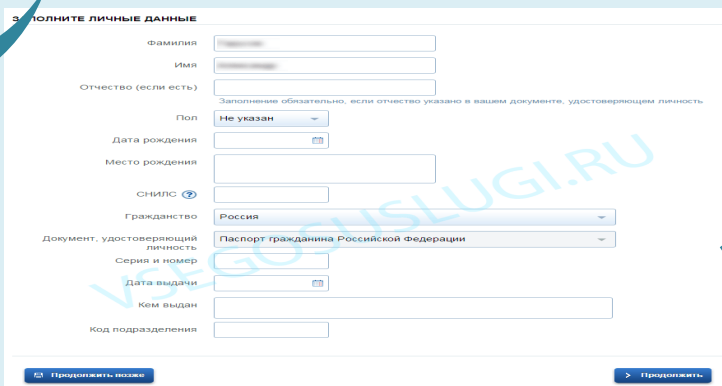 ЗАПОЛНИТЕ ЛИЧНЫЕ ДАННЫЕ
Фамилия
Имя
Отчество (если есть)
Заполнение обязательно, если отчество указано в вашем документе, удостоверяющем личность
Пол Не указан
Дата рождения
Место рождения
СНИЛС ?
Гражданство Россия
Документ, удостоверяющий личность Паспорт гражданина Российской Федерации
Серия и номер
Дата выдачи
Кем выдан
Код подразделения
VSEGOSUSLUGI.RU
Продолжить позже > Продолжить